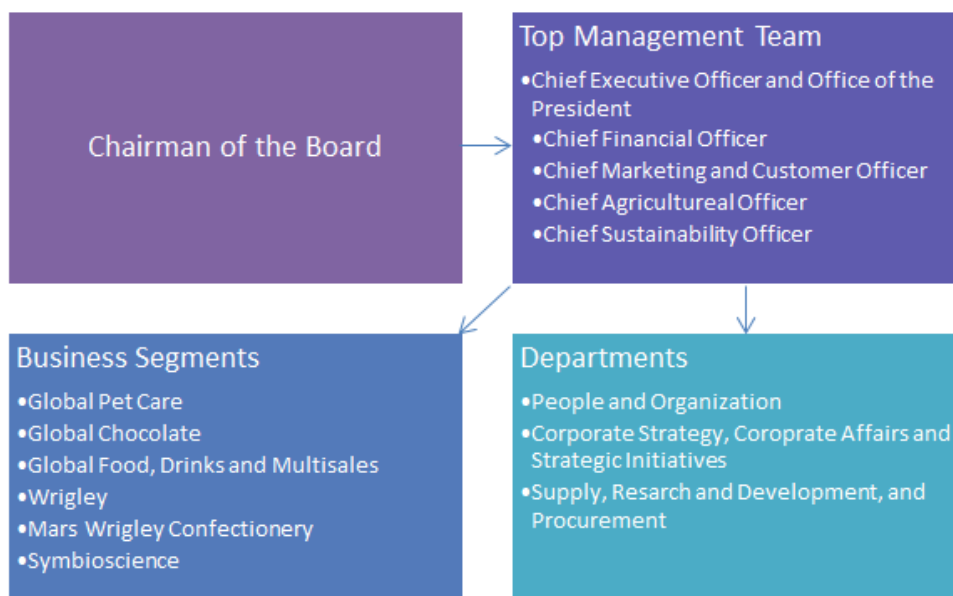 Chairman of the Board
Top Management Team
•Chief Executive Officer and Office of the
President
•Chief Financial Officer
•Chief Marketing and Customer Officer
•Chief Agricultureal Officer
•Chief Sustainability Officer
Business Segments
•Global Pet Care
•Global Chocolate
•Global Food, Drinks and Multisales
•Wrigley
•Mars Wrigley Confectionery
•Symbioscience
Departments
•People and Organization
•Corporate Strategy, Coroprate Affairs and
Strategic Initiatives
•Supply, Resarch and Development, and
Procurement